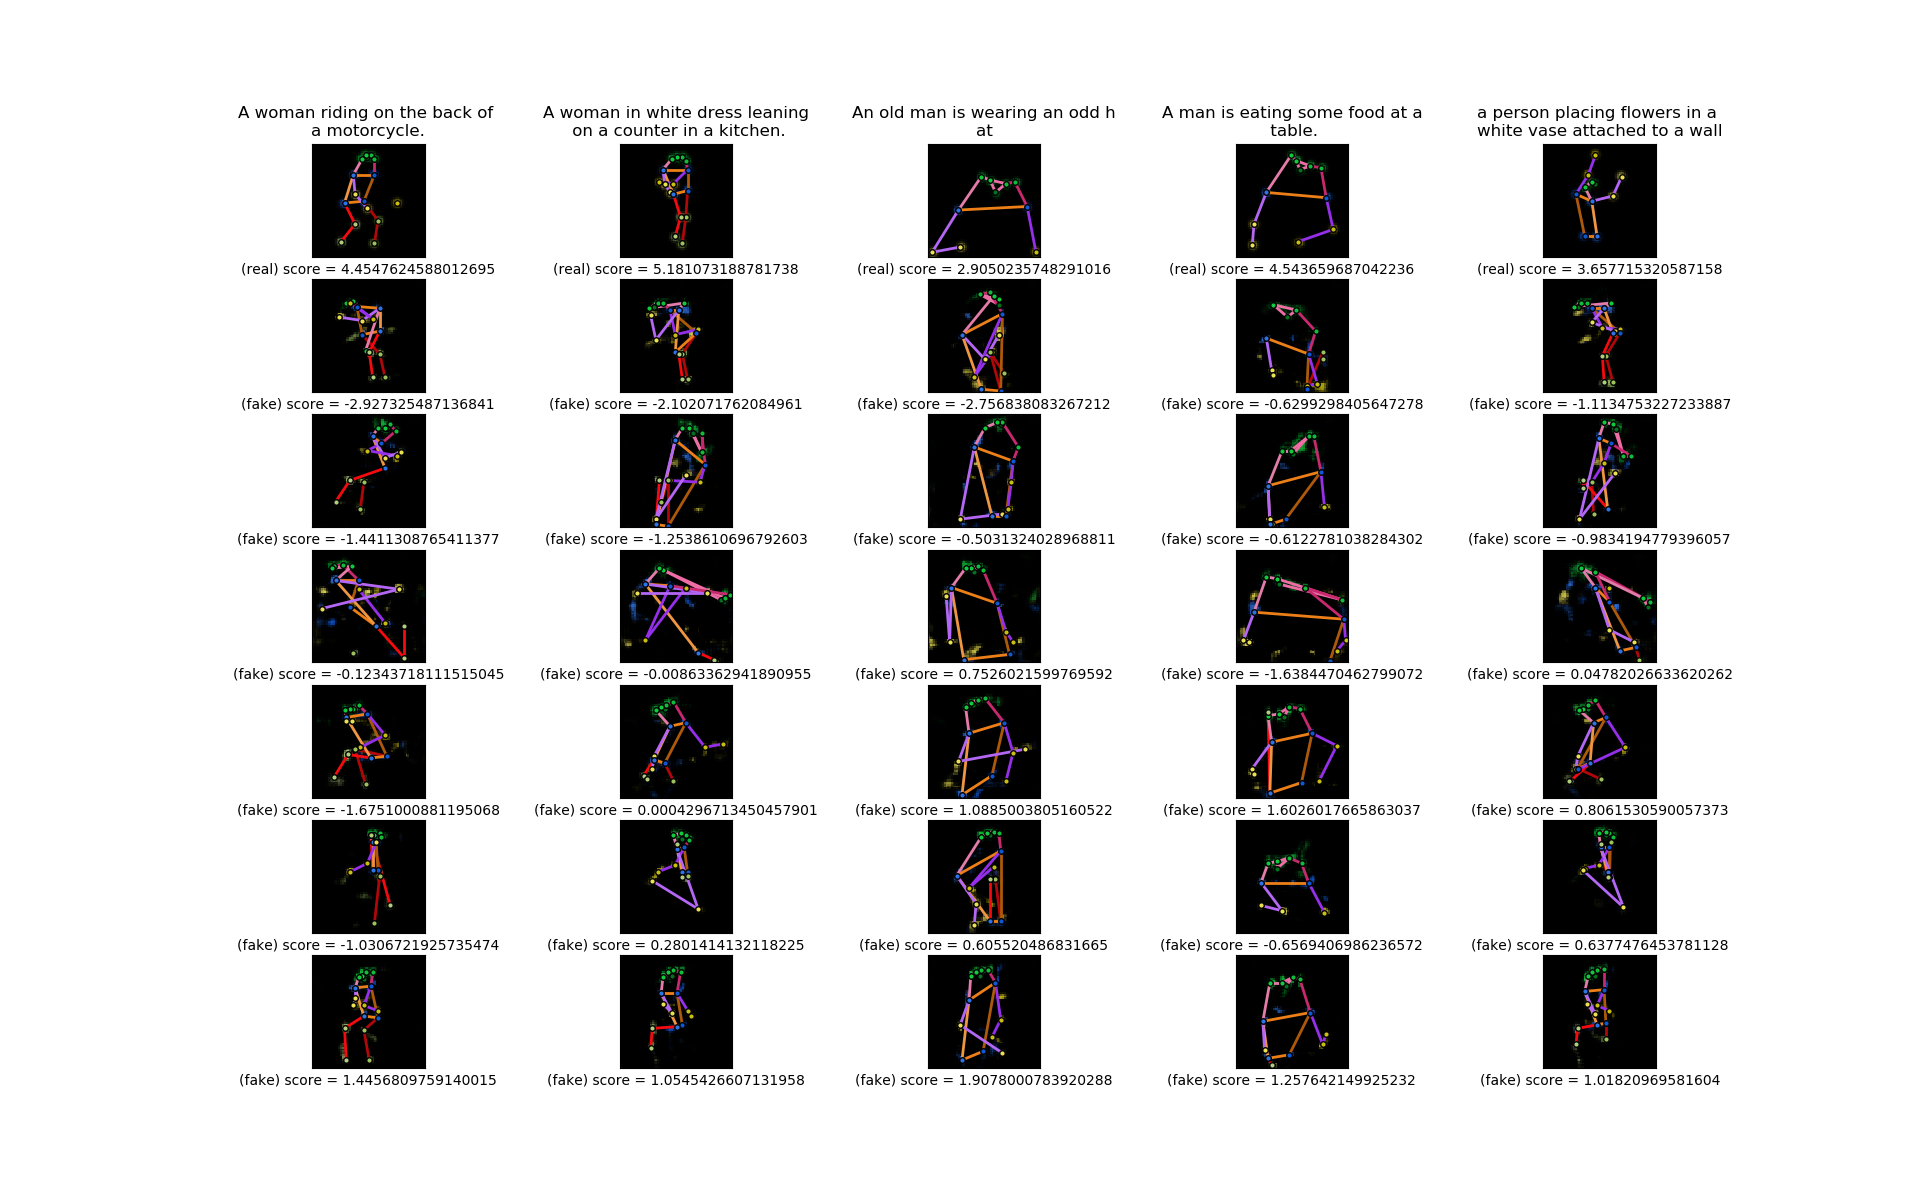 A woman riding on the back of
a motorcycle.
A woman in white dress leaning
on a counter in a kitchen.
An old man is wearing an odd h
at
A man is eating some food at a
table.
a person placing flowers in a
white vase attached to a wall
(real) score = 4.4547624588012695
(real) score = 5.181073188781738
(real) score = 2.9050235748291016
(real) score = 4.543659687042236
(real) score = 3.657715320587158
(fake) score = -2.927325487136841
(fake) score = -2.102071762084961
(fake) score = -2.756838083267212
(fake) score = -0.6299298405647278
(fake) score = -1.1134753227233887
(fake) score = -1.4411308765411377
(fake) score = -1.2538610696792603
(fake) score = -0.5031324028968811
(fake) score = -0.6122781038284302
(fake) score = -0.9834194779396057
(fake) score = -0.12343718111515045
(fake) score = -0.00863362941890955
(fake) score = 0.7526021599769592
(fake) score = -1.6384470462799072
(fake) score = 0.04782026633620262
(fake) score = -1.6751000881195068
(fake) score = 0.0004296713450457901
(fake) score = 1.0885003805160522
(fake) score = 1.6026017665863037
(fake) score = 0.8061530590057373
(fake) score = -1.0306721925735474
(fake) score = 0.2801414132118225
(fake) score = 0.605520486831665
(fake) score = -0.6569406986236572
(fake) score = 0.6377476453781128
(fake) score = 1.4456809759140015
(fake) score = 1.0545426607131958
(fake) score = 1.9078000783920288
(fake) score = 1.257642149925232
(fake) score = 1.01820969581604